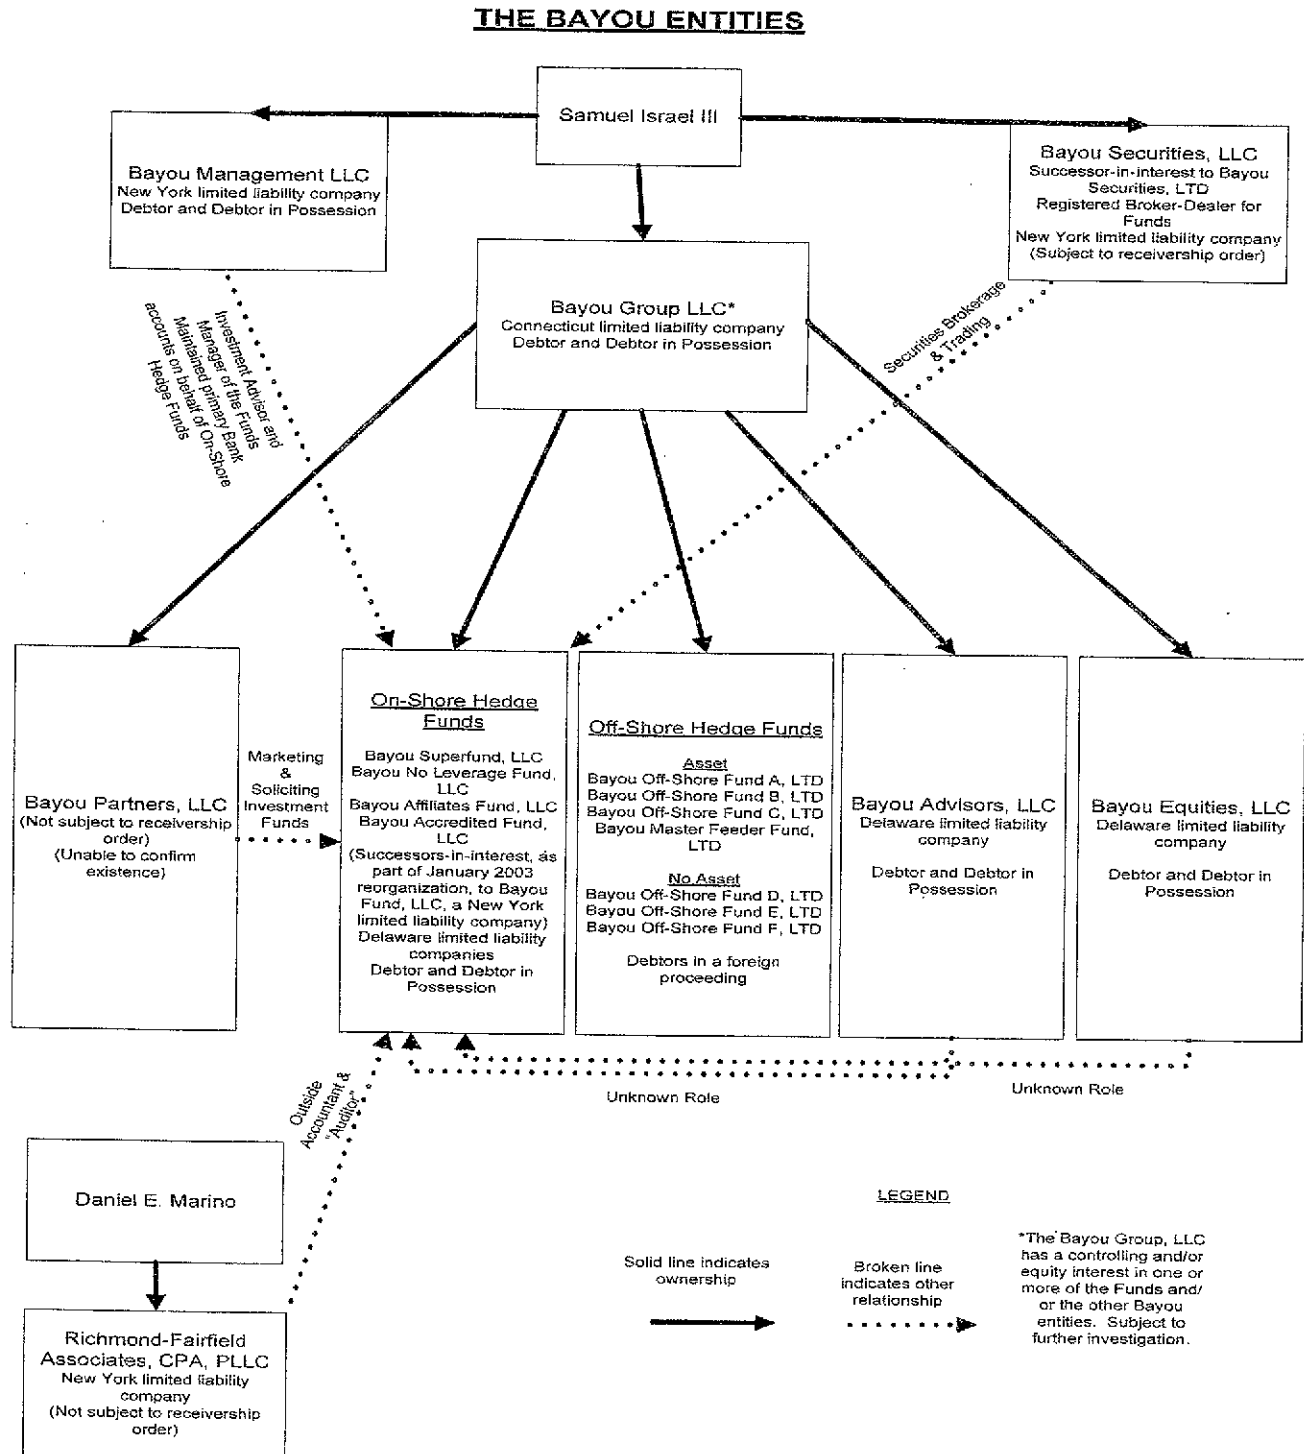 THE BAYOU ENTITIES
Samuel Israel III
Bayou Management LLC
New York limited liability company
Debtor and Debtor in Possession
Bayou Securities, LLC
Successor-in-interest to Bayou
Securities, LTD
Registered Broker-Dealer for
Funds
New York limited liability company
(Subject to receivership order)
Bayou Group LLC*
Connecticut limited liability company
Debtor and Debtor in Possession
Investment Advisor and
Manager of the Funds
Maintained primary Bank
accounts on behalf of On-Shore
Hedge Funds
Securities Brokerage
& Trading
Bayou Partners, LLC
(Not subject to receivership
order)
(Unable to confirm
existence)
Marketing
&
Soliciting
Investment
Funds
On-Shore Hedge
Funds
Bayou Superfund, LLC
Bayou No Leverage Fund,
LLC
Bayou Affiliates Fund, LLC
Bayou Accredited Fund,
LLC
(Successors-in-interest, as
part of January 2003
reorganization, to Bayou
Fund, LLC, a New York
limited liability company)
Delaware limited liability
companies
Debtor and Debtor in
Possession
Off-Shore Hedge Funds
Asset
Bayou Off-Shore Fund A, LTD
Bayou Off-Shore Fund B, LTD
Bayou Off-Shore Fund C, LTD
Bayou Master Feeder Fund,
LTD
No Asset
Bayou Off-Shore Fund D, LTD
Bayou Off-Shore Fund E, LTD
Bayou Off-Shore Fund F, LTD
Debtors in a foreign
proceeding
Bayou Advisors, LLC
Delaware limited liability
company
Debtor and Debtor in
Possession
Bayou Equities, LLC
Delaware limited liability
company
Debtor and Debtor in
Possession
Unknown Role
Unknown Role
Outside
Accountant &
"Auditor"
Daniel E. Marino
Richmond-Fairfield
Associates, CPA, PLLC
New York limited liability
company
(Not subject to receivership
order)
LEGEND
Solid line indicates
ownership
Broken line
indicates other
relationship
*The Bayou Group, LLC
has a controlling and/or
equity interest in one or
more of the Funds and/
or the other Bayou
entities. Subject to
further investigation.